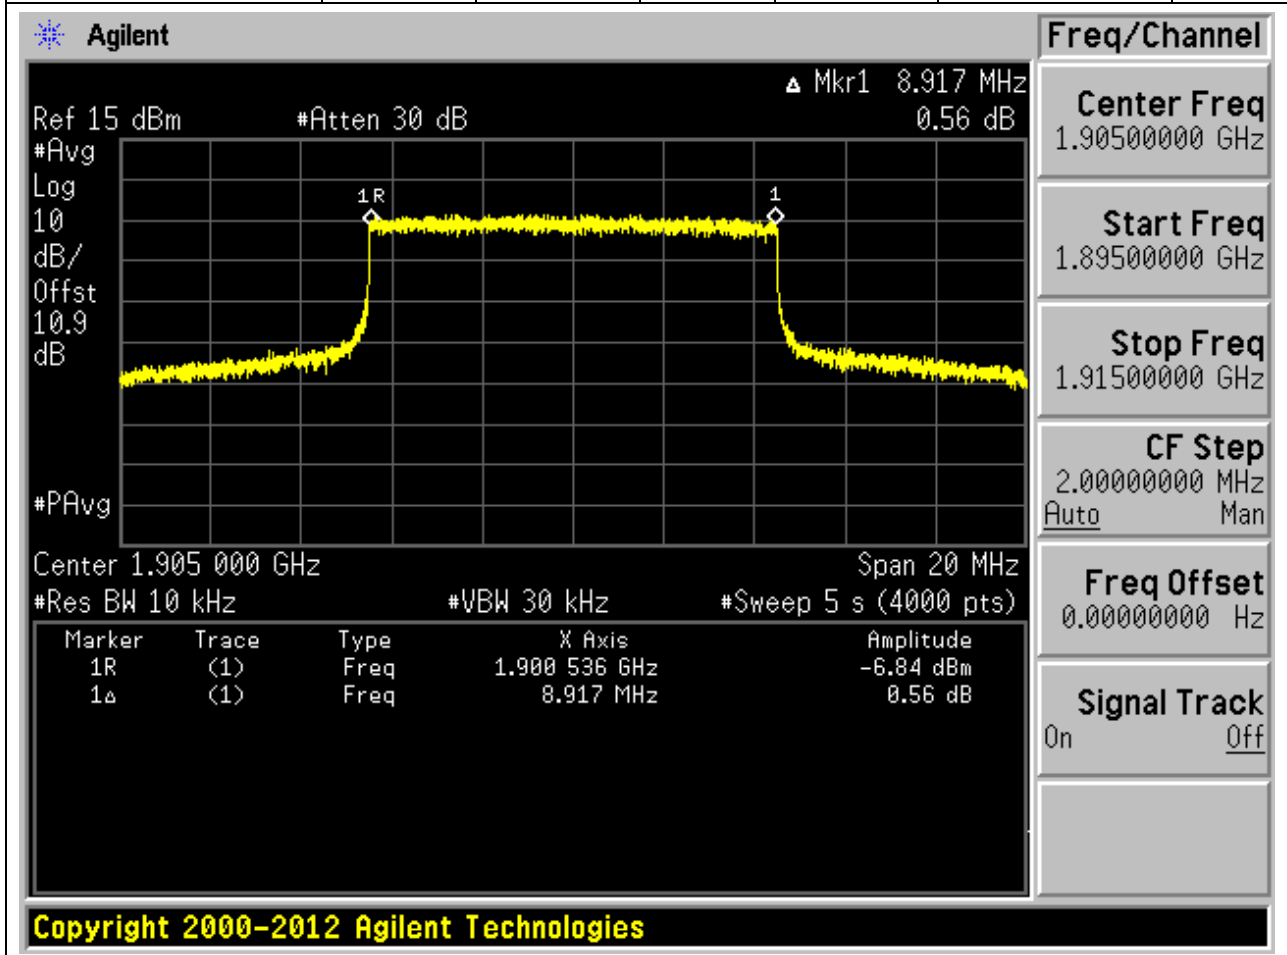 Agilent
Freq/Channel
Δ Mkr1 8.917 MHz
Ref 15 dBm #Atten 30 dB 0.56 dB
#Avg
Log
10
dB/
Offst
10.9
dB
#PAvg
1R
1
Center 1.905 000 GHz Span 20 MHz
#Res BW 10 kHz #VBW 30 kHz #Sweep 5 s (4000 pts)
Marker Trace Type X Axis Amplitude
1R (1) Freq 1.900 536 GHz -6.84 dBm
1Δ (1) Freq 8.917 MHz 0.56 dB
Center Freq
1.90500000 GHz
Start Freq
1.89500000 GHz
Stop Freq
1.91500000 GHz
CF Step
2.00000000 MHz
Auto Man
Freq Offset
0.00000000 Hz
Signal Track
On Off
Copyright 2000-2012 Agilent Technologies